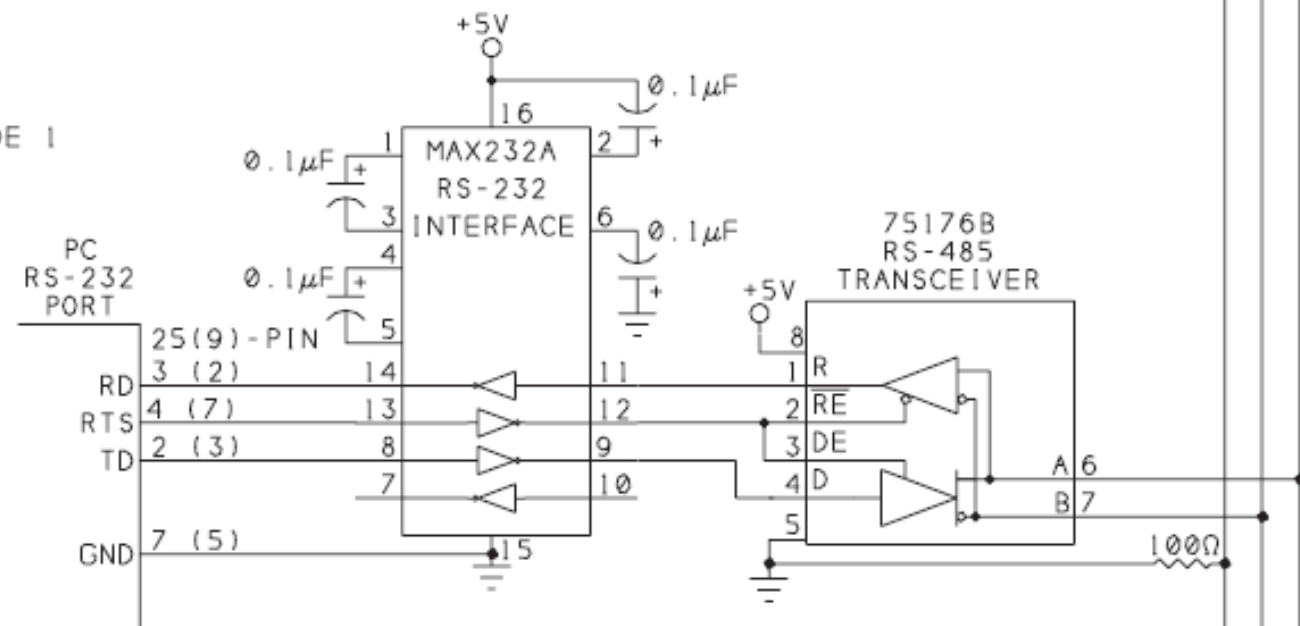 +5V
0.1µF
16
DE 1
1
MAX232A
2
+
0.1µF
+
RS-232
3
INTERFACE
6
0.1µF
75176B
PC
4
RS-485
RS-232
0.1µF
+
+
TRANSCEIVER
PORT
+5V
25(9)-PIN
5
8
RD
3 (2)
14
11
1
R
RTS
4 (7)
13
12
2
RE
TD
2 (3)
8
9
3
DE
A
6
7
10
4
D
B
7
5
GND
7 (5)
15
100Ω